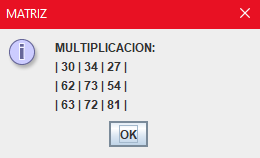 MATRIZ
MULTIPLICACION:
| 30 | 34 | 27 |
| 62 | 73 | 54 |
| 63 | 72 | 81 |
OK